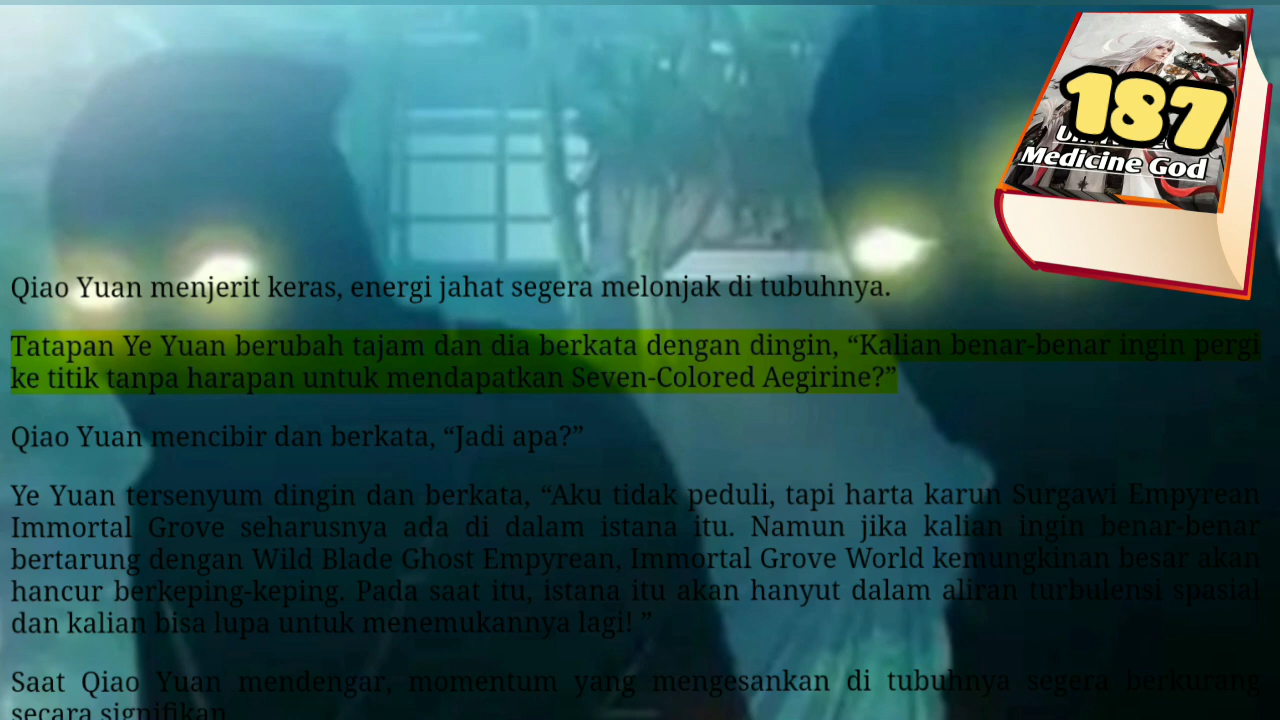 187
Medicine God
Qiao Yuan menjerit keras, energi jahat segera melonjak di tubuhnya.
Tatapan Ye Yuan berubah tajam dan dia berkata dengan dingin, “Kalian benar-benar ingin pergi
ke titik tanpa harapan untuk mendapatkan Seven-Colored Aegirine?”
Qiao Yuan mencibir dan berkata, “Jadi apa?”
Ye Yuan tersenyum dingin dan berkata, “Aku tidak peduli, tapi harta karun Surgawi Empyrean
Immortal Grove seharusnya ada di dalam istana itu. Namun jika kalian ingin benar-benar
bertarung dengan Wild Blade Ghost Empyrean, Immortal Grove World kemungkinan besar akan
hancur berkeping-keping. Pada saat itu, istana itu akan hanyut dalam aliran turbulensi spasial
dan kalian bisa lupa untuk menemukannya lagi! ”
Saat Qiao Yuan mendengar, momentum yang mengesankan di tubuhnya segera berkurang
secara signifikan.